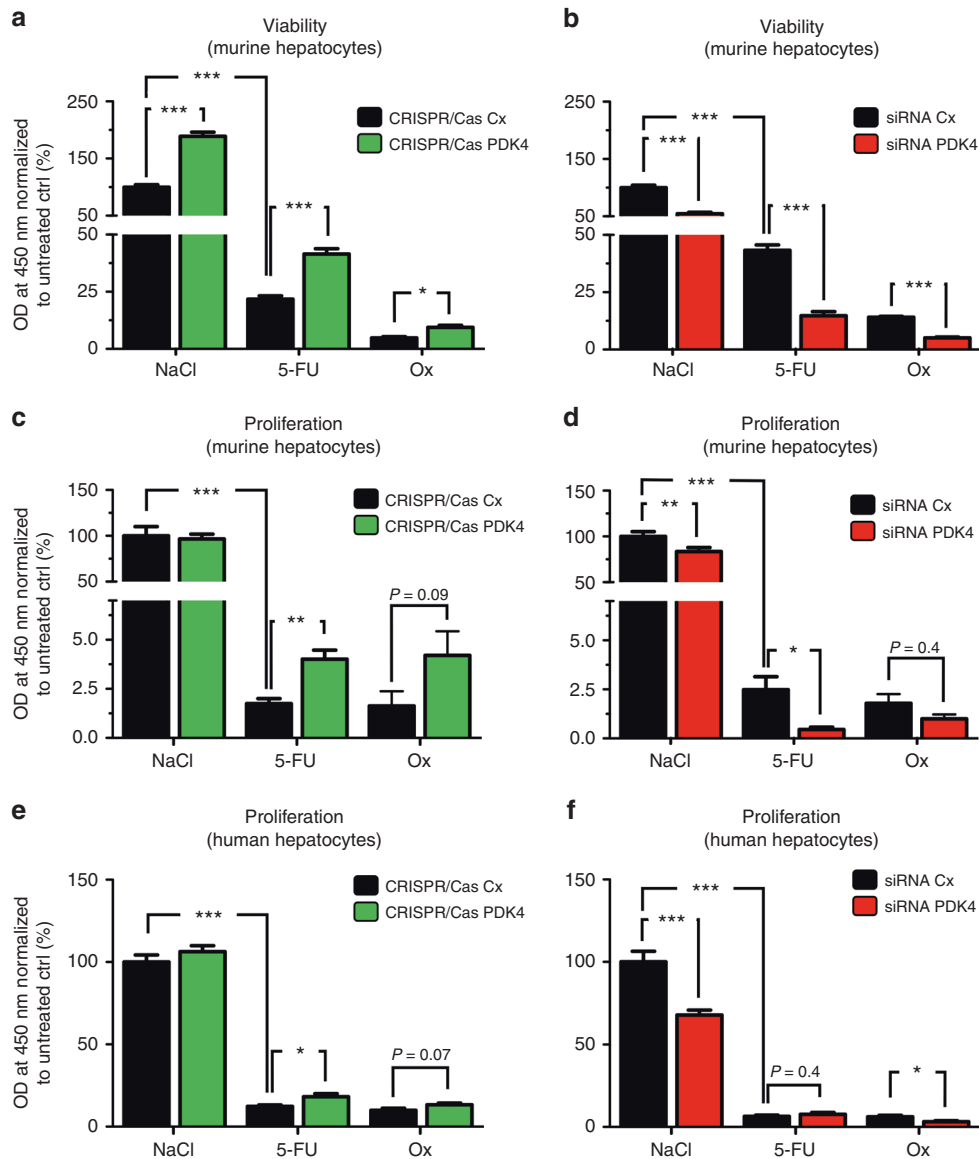 a
Viability
(murine hepatocytes)
OD at 450 nm normalized
to untreated ctrl (%)
250
150
50
50
25
0
***
***
***
*
CRISPR/Cas Cx
CRISPR/Cas PDK4
NaCl
5-FU
Ox
b
Viability
(murine hepatocytes)
250
150
50
50
25
0
***
***
***
***
siRNA Cx
siRNA PDK4
NaCl
5-FU
Ox
c
Proliferation
(murine hepatocytes)
OD at 450 nm normalized
to untreated ctrl (%)
150
100
50
5.0
2.5
0.0
***
**
P = 0.09
CRISPR/Cas Cx
CRISPR/Cas PDK4
NaCl
5-FU
Ox
d
Proliferation
(murine hepatocytes)
150
100
50
5.0
2.5
0.0
***
**
*
P = 0.4
siRNA Cx
siRNA PDK4
NaCl
5-FU
Ox
e
Proliferation
(human hepatocytes)
OD at 450 nm normalized
to untreated ctrl (%)
150
100
50
0
***
*
P = 0.07
CRISPR/Cas Cx
CRISPR/Cas PDK4
NaCl
5-FU
Ox
f
Proliferation
(human hepatocytes)
150
100
50
0
***
***
P = 0.4
*
siRNA Cx
siRNA PDK4
NaCl
5-FU
Ox